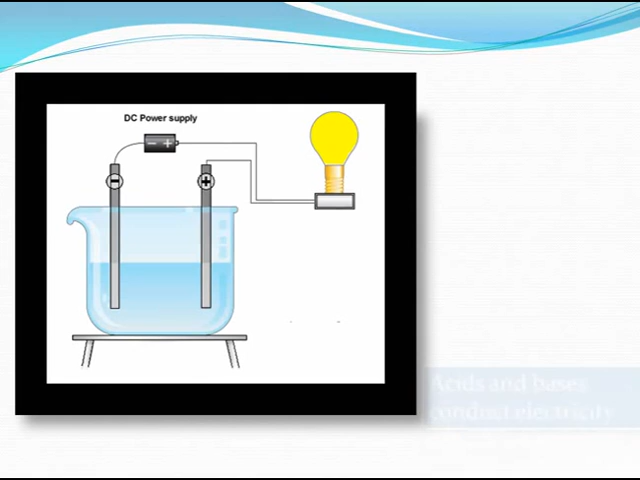 DC Power supply
− +
− +
Acids and bases
conduct electricity